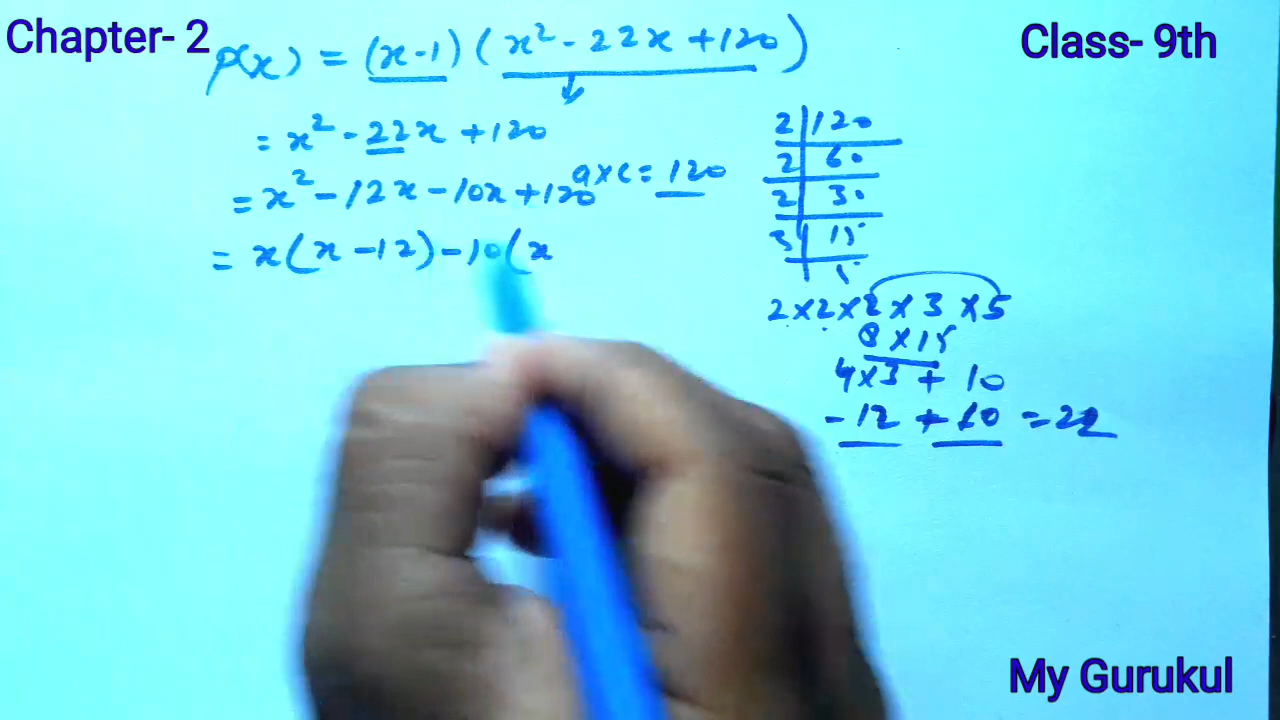 Chapter- 2
Class- 9th
p(x) = (x-1) (x² - 22x + 120)
= x² - 22x + 120
a×c = 120
= x² - 12x - 10x + 120
= x(x - 12) - 10(x
2 | 120
2 | 60
2 | 30
3 | 15
5
2×2×2×3×5
8×15
4×3 + 10
-12 + 10 = 22
My Gurukul